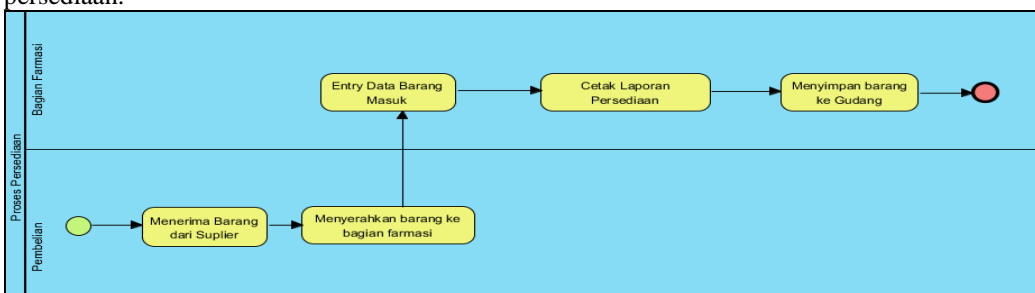 persediaan.
Proses Persediaan
Bagian Farmasi
Entry Data Barang
Masuk
Cetak Laporan
Persediaan
Menyimpan barang
ke Gudang
Pembelian
Menerima Barang
dari Suplier
Menyerahkan barang ke
bagian farmasi